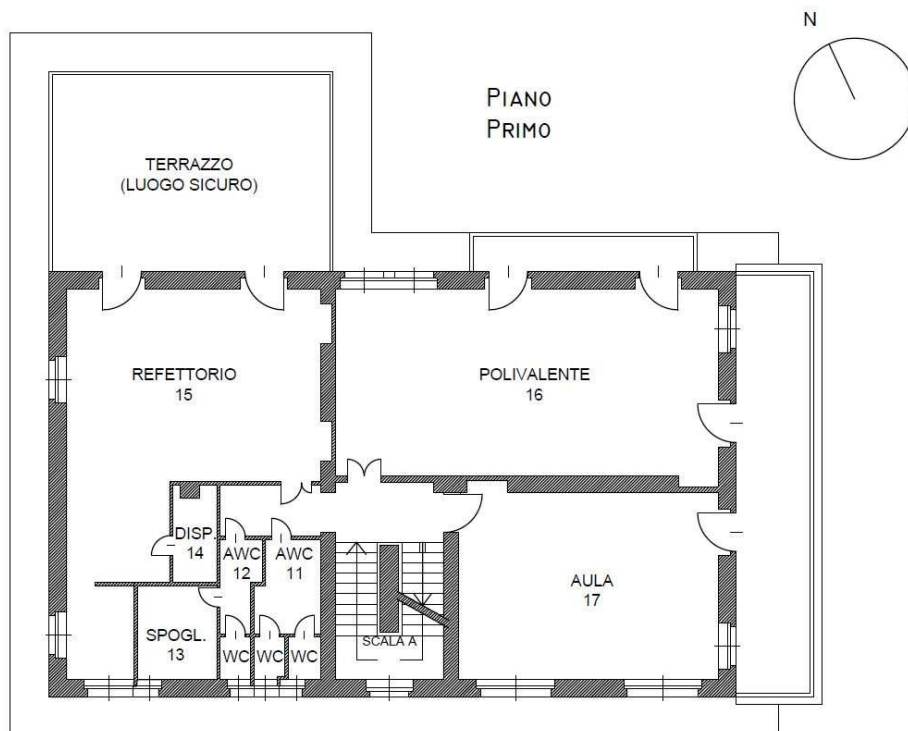 N
PIANO
PRIMO
TERRAZZO
(LUOGO SICURO)
REFETTORIO
15
POLIVALENTE
16
DISP.
14
AWC
12
AWC
11
AULA
17
SPOGL.
13
SCALA A
WC
WC
WC